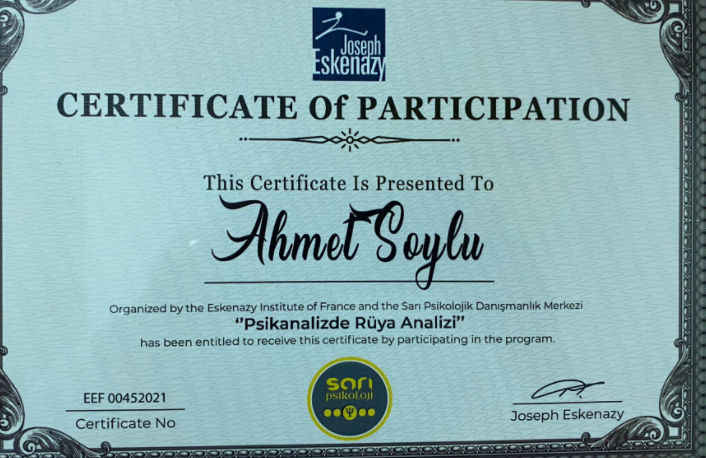 Joseph
Eskenazy
CERTIFICATE Of PARTICIPATION
This Certificate Is Presented To
Ahmet Soylu
Organized by the Eskenazy Institute of France and the Sarı Psikolojik Danışmanlık Merkezi
‘‘Psikanalizde Rüya Analizi’’
has been entitled to receive this certificate by participating in the program.
EEF 00452021
Certificate No
sarı
psikoloji
Ψ
Joseph Eskenazy